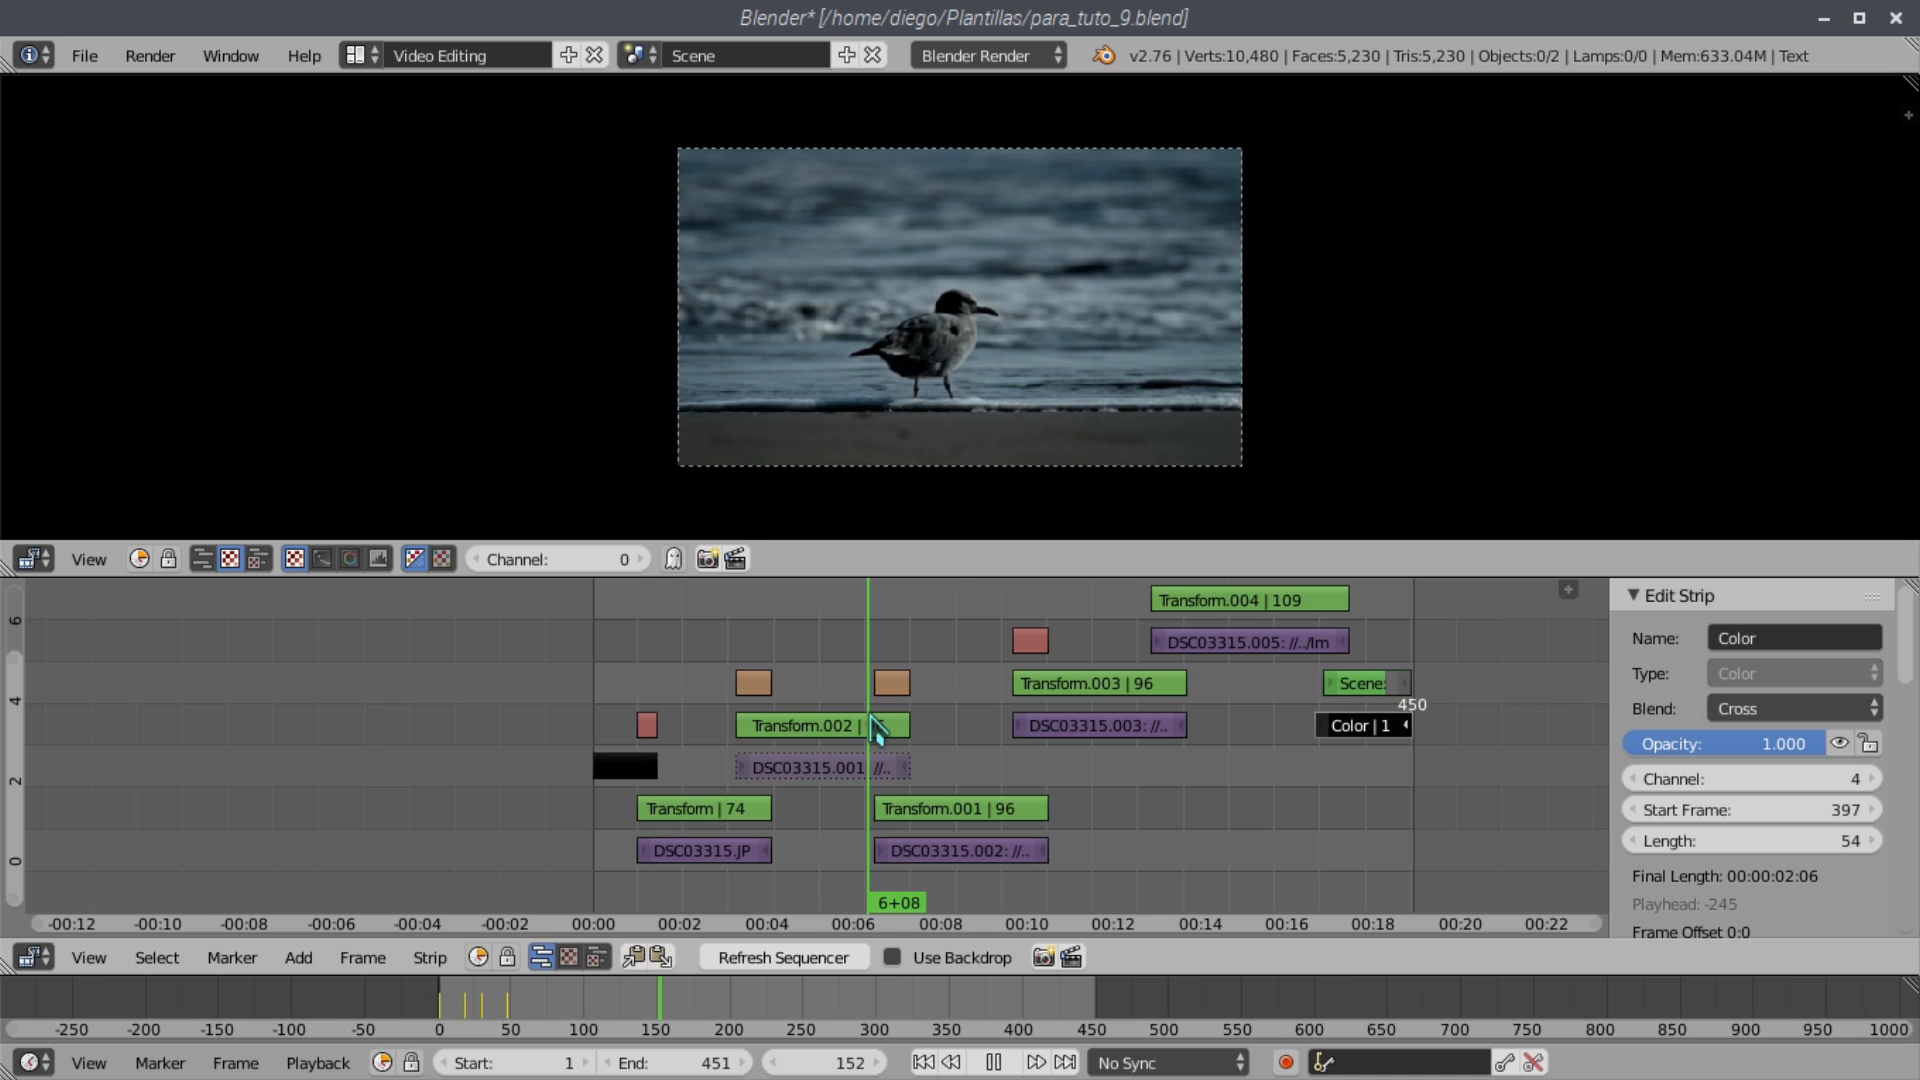 Blender* [/home/diego/Plantillas/para_tuto_9.blend]
File Render Window Help Video Editing Scene Blender Render v2.76 | Verts:10,480 | Faces:5,230 | Tris:5,230 | Objects:0/2 | Lamps:0/0 | Mem:633.04M | Text
View Channel: 0
Transform.004 | 109
DSC03315.005: //../Im
Transform.003 | 96
Scene:
450
Transform.002 |
DSC03315.003: //..
Color | 1
DSC03315.001 //..
Transform | 74
Transform.001 | 96
DSC03315.JP
DSC03315.002: //..
6
4
2
0
6+08
-00:12 -00:10 -00:08 -00:06 -00:04 -00:02 00:00 00:02 00:04 00:06 00:08 00:10 00:12 00:14 00:16 00:18 00:20 00:22
Edit Strip
Name: Color
Type: Color
Blend: Cross
Opacity: 1.000
Channel: 4
Start Frame: 397
Length: 54
Final Length: 00:00:02:06
Playhead: -245
Frame Offset 0:0
View Select Marker Add Frame Strip Refresh Sequencer Use Backdrop
-250 -200 -150 -100 -50 0 50 100 150 200 250 300 350 400 450 500 550 600 650 700 750 800 850 900 950 1000
View Marker Frame Playback Start: 1 End: 451 152 No Sync